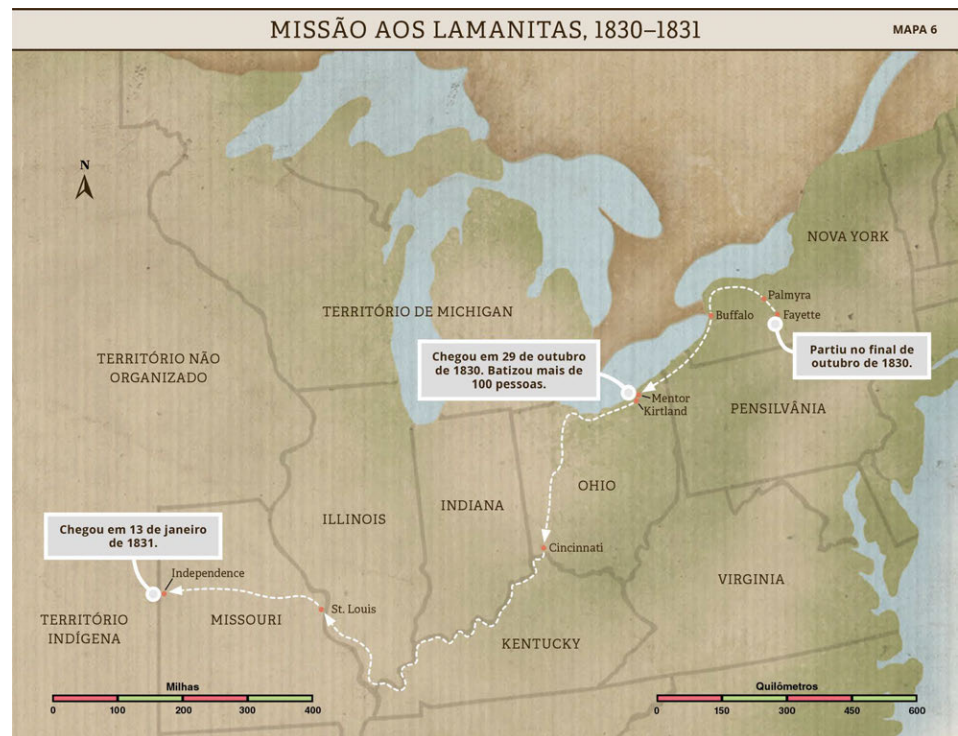 MISSÃO AOS LAMANITAS, 1830–1831
MAPA 6
N
NOVA YORK
Palmyra
Buffalo
Fayette
TERRITÓRIO DE MICHIGAN
Partiu no final de
outubro de 1830.
Chegou em 29 de outubro
de 1830. Batizou mais de
100 pessoas.
TERRITÓRIO NÃO
ORGANIZADO
Mentor
Kirtland
PENSILVÂNIA
OHIO
INDIANA
ILLINOIS
Chegou em 13 de janeiro
de 1831.
Cincinnati
Independence
VIRGINIA
St. Louis
TERRITÓRIO
INDÍGENA
MISSOURI
KENTUCKY
Milhas
0 100 200 300 400
Quilômetros
0 150 300 450 600